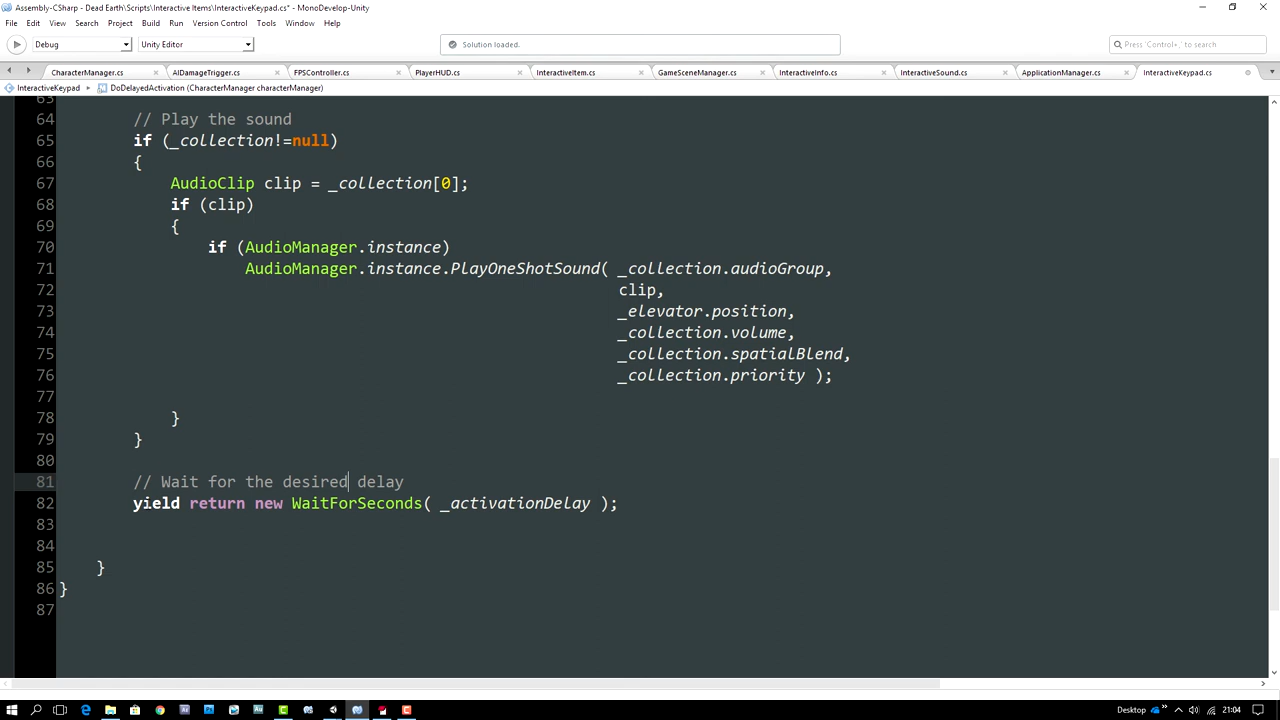 Assembly-CSharp - Dead Earth\Scripts\Interactive Items\InteractiveKeypad.cs* - MonoDevelop-Unity
File Edit View Search Project Build Run Version Control Tools Window Help
Debug Unity Editor Solution loaded. Press 'Control+,' to search
CharacterManager.cs AIDamageTrigger.cs FPSController.cs PlayerHUD.cs InteractiveItem.cs GameSceneManager.cs InteractiveInfo.cs InteractiveSound.cs ApplicationManager.cs InteractiveKeypad.cs
InteractiveKeypad DoDelayedActivation (CharacterManager characterManager)
63
64 // Play the sound
65 if (_collection!=null)
66 {
67 AudioClip clip = _collection[0];
68 if (clip)
69 {
70 if (AudioManager.instance)
71 AudioManager.instance.PlayOneShotSound( _collection.audioGroup,
72 clip,
73 _elevator.position,
74 _collection.volume,
75 _collection.spatialBlend,
76 _collection.priority );
77
78 }
79 }
80
81 // Wait for the desired delay
82 yield return new WaitForSeconds( _activationDelay );
83
84
85 }
86 }
87
Desktop 21:04